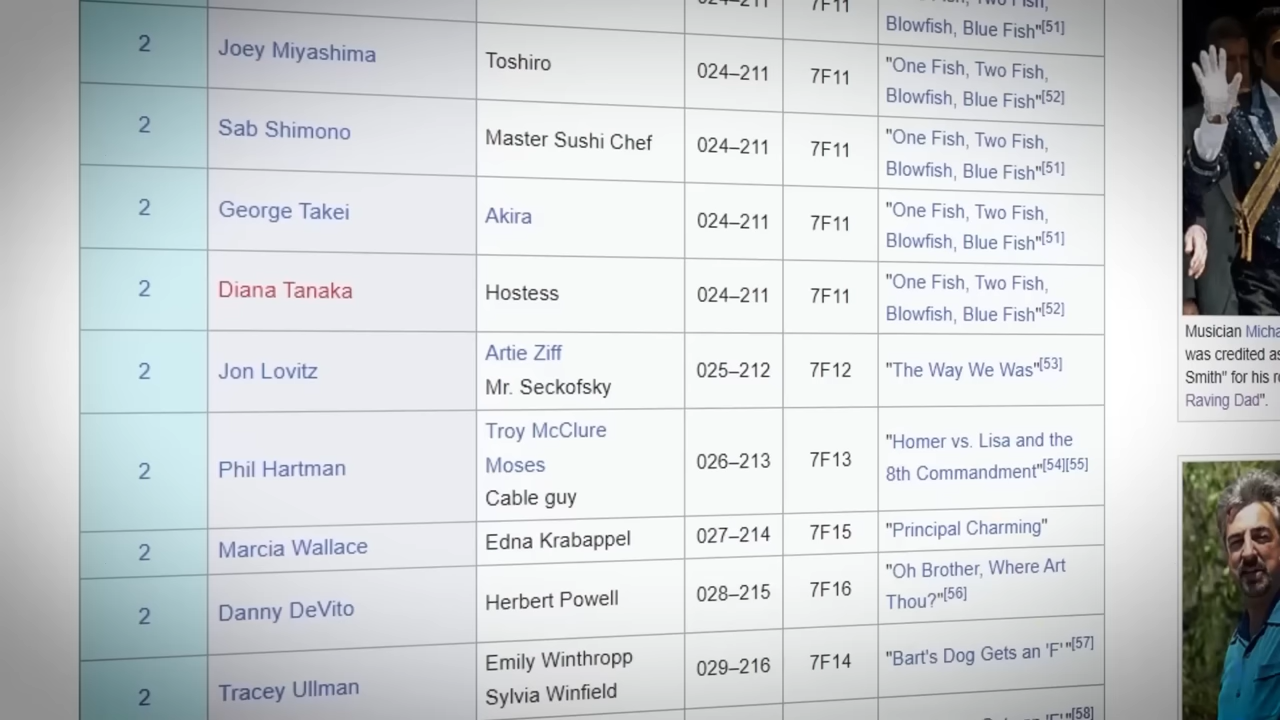 024–211 7F11
Blowfish, Blue Fish"[51]
2 Joey Miyashima Toshiro 024–211 7F11 "One Fish, Two Fish,
Blowfish, Blue Fish"[52]
2 Sab Shimono Master Sushi Chef 024–211 7F11 "One Fish, Two Fish,
Blowfish, Blue Fish"[51]
2 George Takei Akira 024–211 7F11 "One Fish, Two Fish,
Blowfish, Blue Fish"[51]
2 Diana Tanaka Hostess 024–211 7F11 "One Fish, Two Fish,
Blowfish, Blue Fish"[52]
2 Jon Lovitz Artie Ziff 025–212 7F12 "The Way We Was"[53]
Mr. Seckofsky
2 Phil Hartman Troy McClure 026–213 7F13 "Homer vs. Lisa and the
Moses 8th Commandment"[54][55]
Cable guy
2 Marcia Wallace Edna Krabappel 027–214 7F15 "Principal Charming"
2 Danny DeVito Herbert Powell 028–215 7F16 "Oh Brother, Where Art
Thou?"[56]
2 Tracey Ullman Emily Winthropp 029–216 7F14 "Bart's Dog Gets an 'F'"[57]
Sylvia Winfield
[58]
Musician Micha
was credited as
Smith" for his r
Raving Dad".